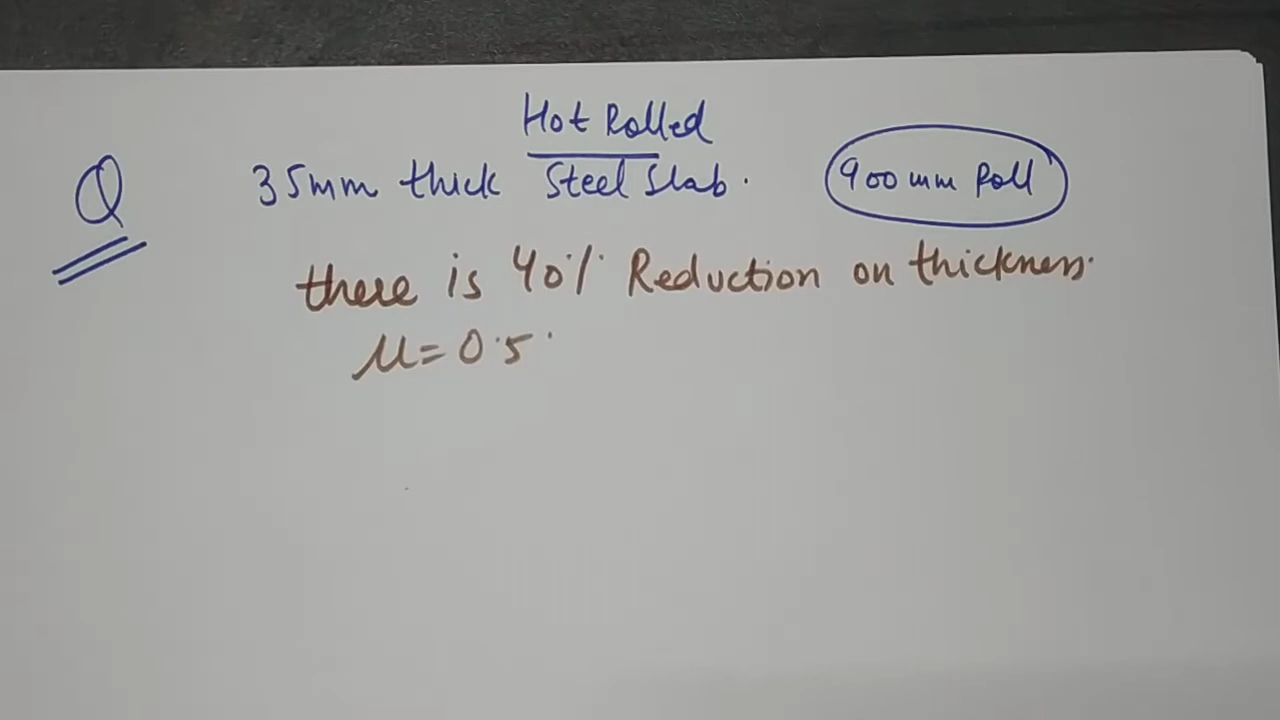 Hot Rolled
Q 35mm thick Steel Slab. 900 mm Roll
there is 40% Reduction on thickness.
μ = 0.5.